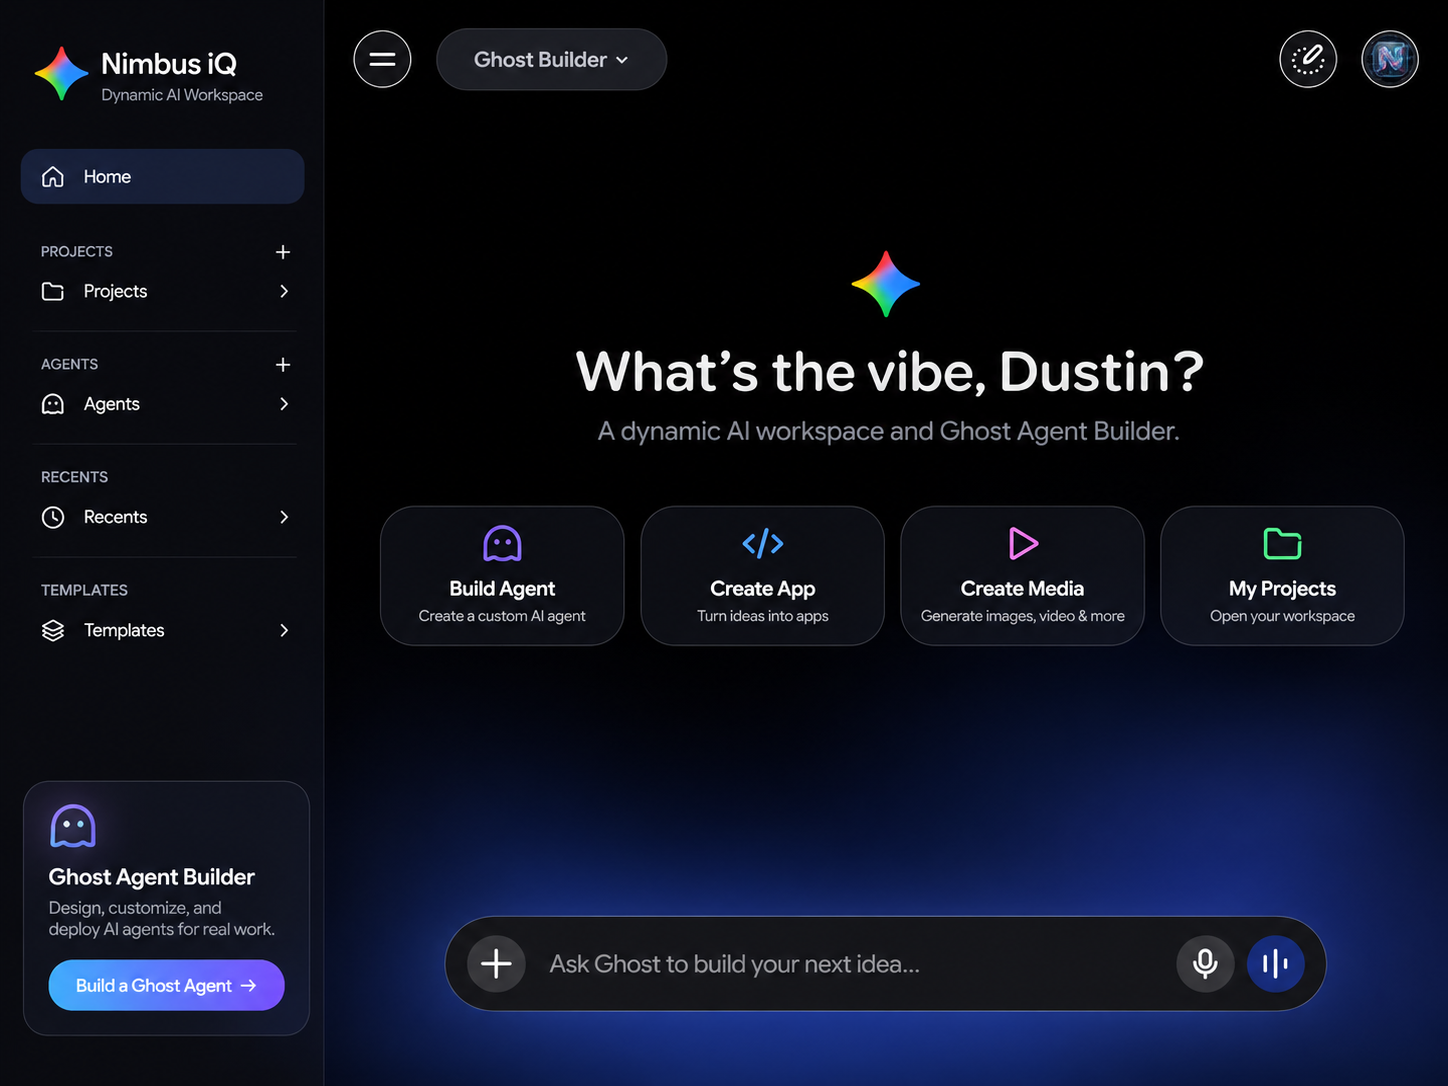 Nimbus iQ
Dynamic AI Workspace
Home
PROJECTS
Projects
AGENTS
Agents
RECENTS
Recents
TEMPLATES
Templates
Ghost Agent Builder
Design, customize, and
deploy AI agents for real work.
Build a Ghost Agent →
Ghost Builder
N
What’s the vibe, Dustin?
A dynamic AI workspace and Ghost Agent Builder.
Build Agent
Create a custom AI agent
Create App
Turn ideas into apps
Create Media
Generate images, video & more
My Projects
Open your workspace
Ask Ghost to build your next idea...